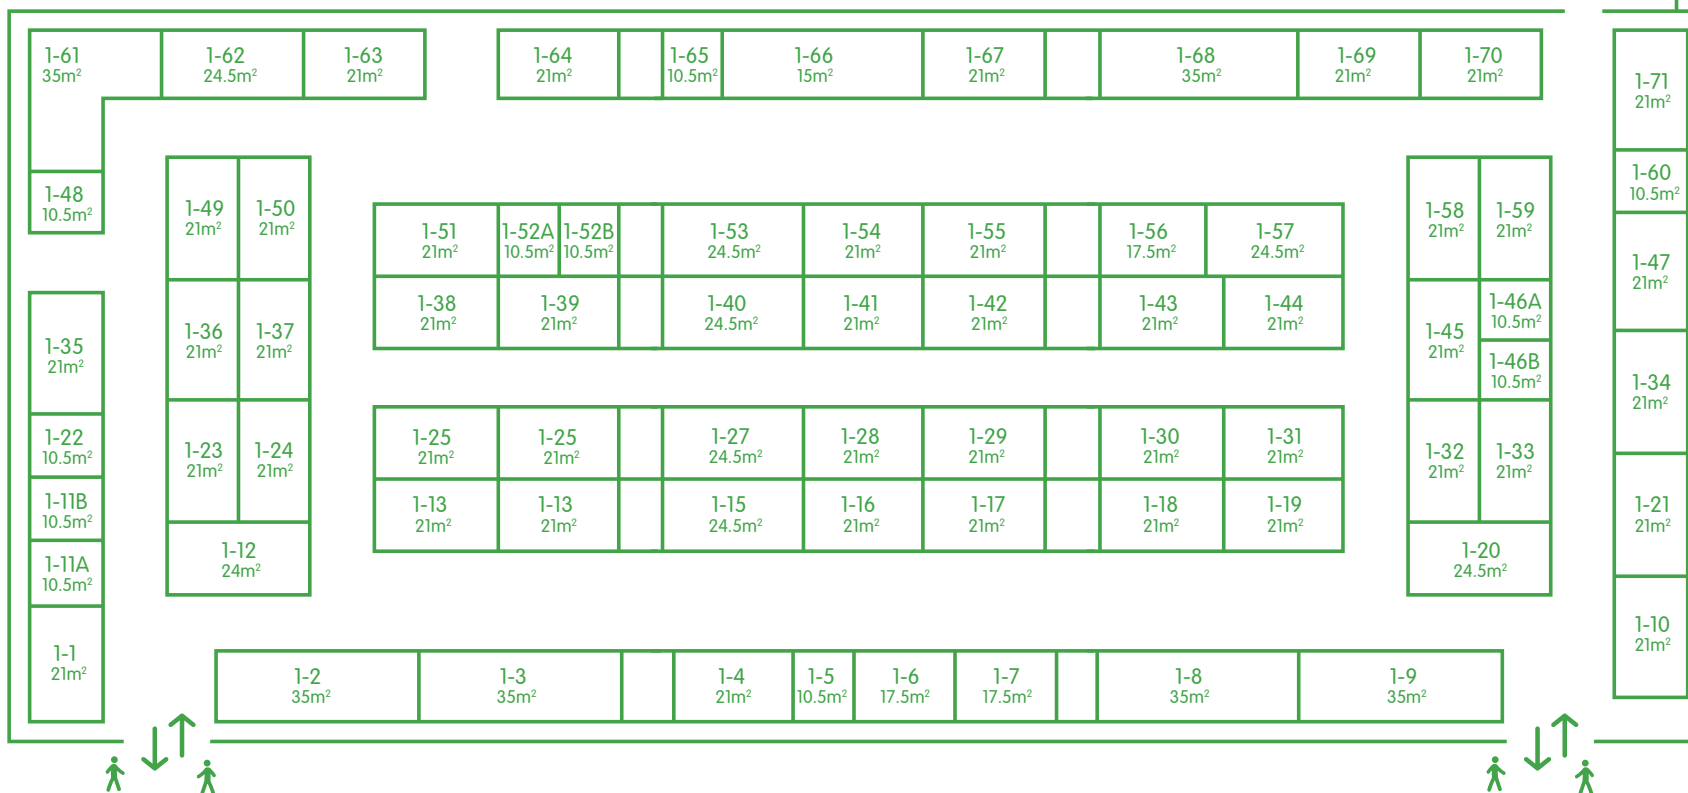 1-61
35m²
1-62
24.5m²
1-63
21m²
1-64
21m²
1-65
10.5m²
1-66
15m²
1-67
21m²
1-68
35m²
1-69
21m²
1-70
21m²
1-71
21m²
1-48
10.5m²
1-49
21m²
1-50
21m²
1-51
21m²
1-52A
10.5m²
1-52B
10.5m²
1-53
24.5m²
1-54
21m²
1-55
21m²
1-56
17.5m²
1-57
24.5m²
1-58
21m²
1-59
21m²
1-60
10.5m²
1-47
21m²
1-35
21m²
1-36
21m²
1-37
21m²
1-38
21m²
1-39
21m²
1-40
24.5m²
1-41
21m²
1-42
21m²
1-43
21m²
1-44
21m²
1-45
21m²
1-46A
10.5m²
1-46B
10.5m²
1-34
21m²
1-22
10.5m²
1-23
21m²
1-24
21m²
1-25
21m²
1-25
21m²
1-27
24.5m²
1-28
21m²
1-29
21m²
1-30
21m²
1-31
21m²
1-32
21m²
1-33
21m²
1-21
21m²
1-11B
10.5m²
1-11A
10.5m²
1-12
24m²
1-13
21m²
1-13
21m²
1-15
24.5m²
1-16
21m²
1-17
21m²
1-18
21m²
1-19
21m²
1-20
24.5m²
1-10
21m²
1-1
21m²
1-2
35m²
1-3
35m²
1-4
21m²
1-5
10.5m²
1-6
17.5m²
1-7
17.5m²
1-8
35m²
1-9
35m²